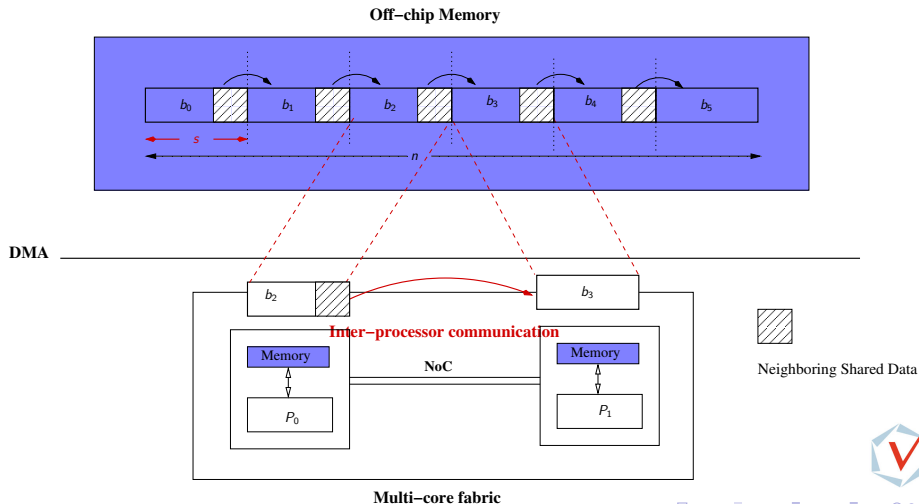 Off-chip Memory
b0 b1 b2 b3 b4 b5
s
n
DMA
b2 b3
Inter-processor communication
Memory Memory
NoC
Neighboring Shared Data
P0 P1
Multi-core fabric